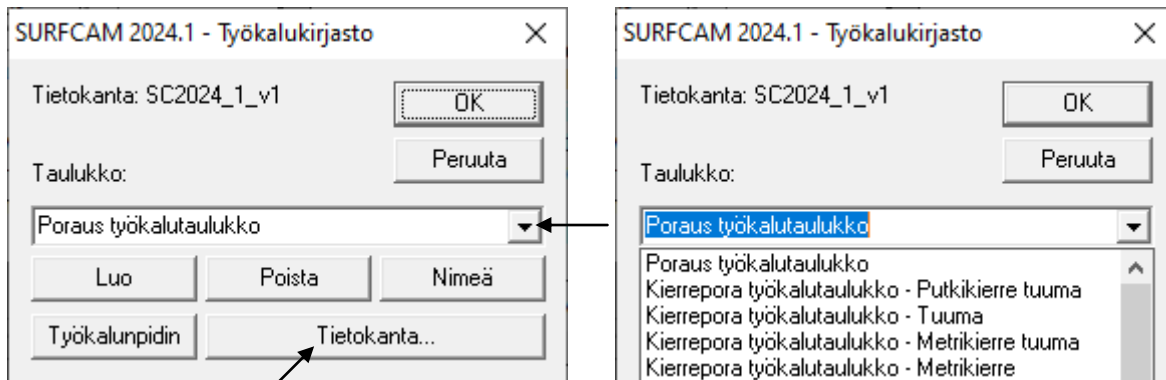 SURFCAM 2024.1 - Työkalukirjasto
Tietokanta: SC2024_1_v1
OK
Peruuta
Taulukko:
Poraus työkalutaulukko
Luo
Poista
Nimeä
Työkalunpidin
Tietokanta...
SURFCAM 2024.1 - Työkalukirjasto
Tietokanta: SC2024_1_v1
OK
Peruuta
Taulukko:
Poraus työkalutaulukko
Poraus työkalutaulukko
Kierrepora työkalutaulukko - Putkikierre tuuma
Kierrepora työkalutaulukko - Tuuma
Kierrepora työkalutaulukko - Metrikierre tuuma
Kierrepora työkalutaulukko - Metrikierre